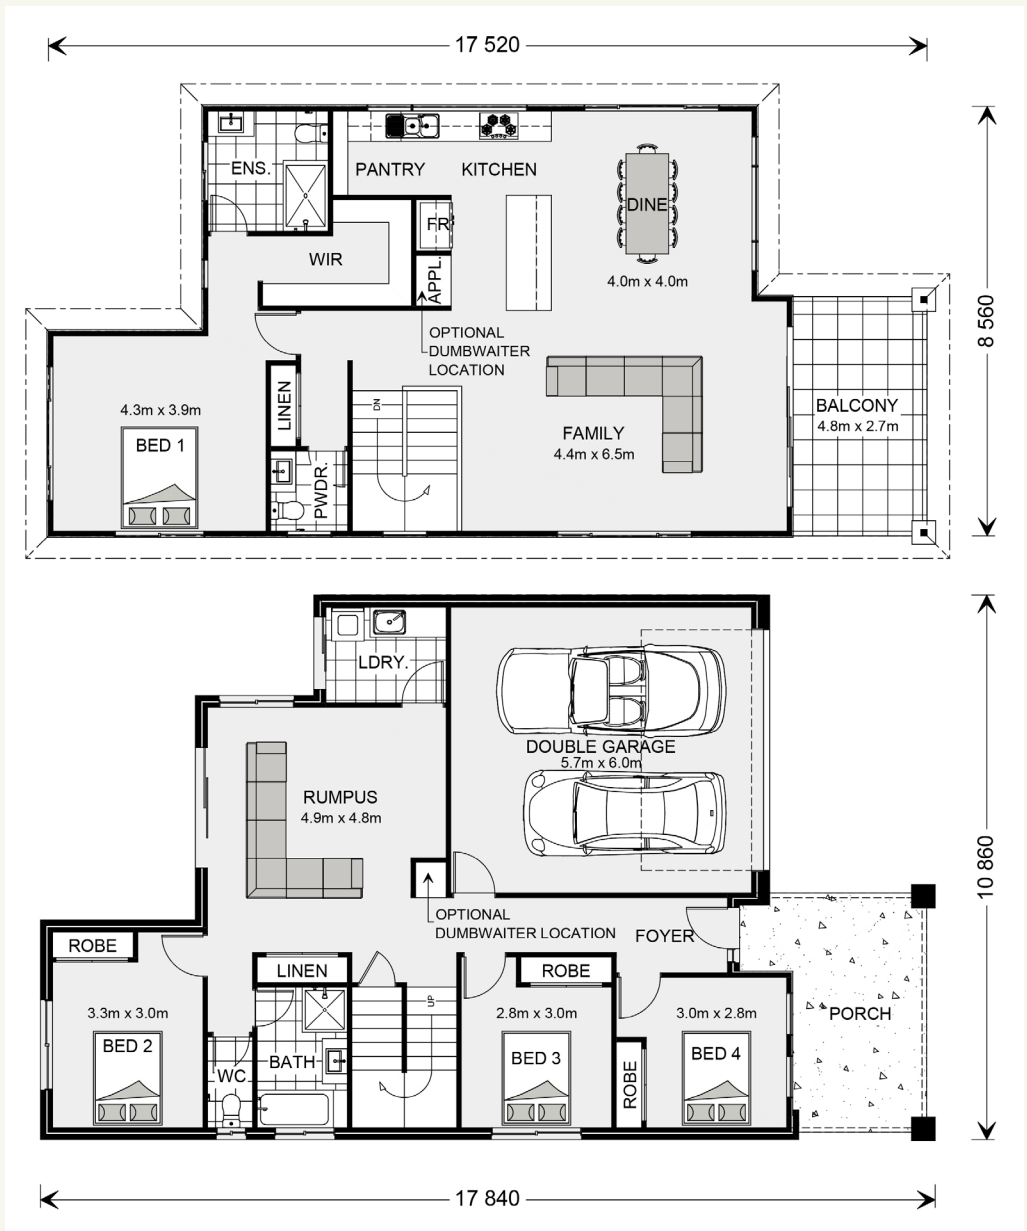 17 520
ENS.
PANTRY
KITCHEN
DINE
4.0m x 4.0m
FR
WIR
APPL.
8 560
OPTIONAL
DUMBWAITER
LOCATION
LINEN
DN
4.3m x 3.9m
BED 1
PWDR.
FAMILY
4.4m x 6.5m
BALCONY
4.8m x 2.7m
LDRY.
DOUBLE GARAGE
5.7m x 6.0m
RUMPUS
4.9m x 4.8m
10 860
OPTIONAL
DUMBWAITER LOCATION
FOYER
ROBE
LINEN
ROBE
UP
3.3m x 3.0m
BED 2
WC
BATH
2.8m x 3.0m
BED 3
ROBE
3.0m x 2.8m
BED 4
PORCH
17 840